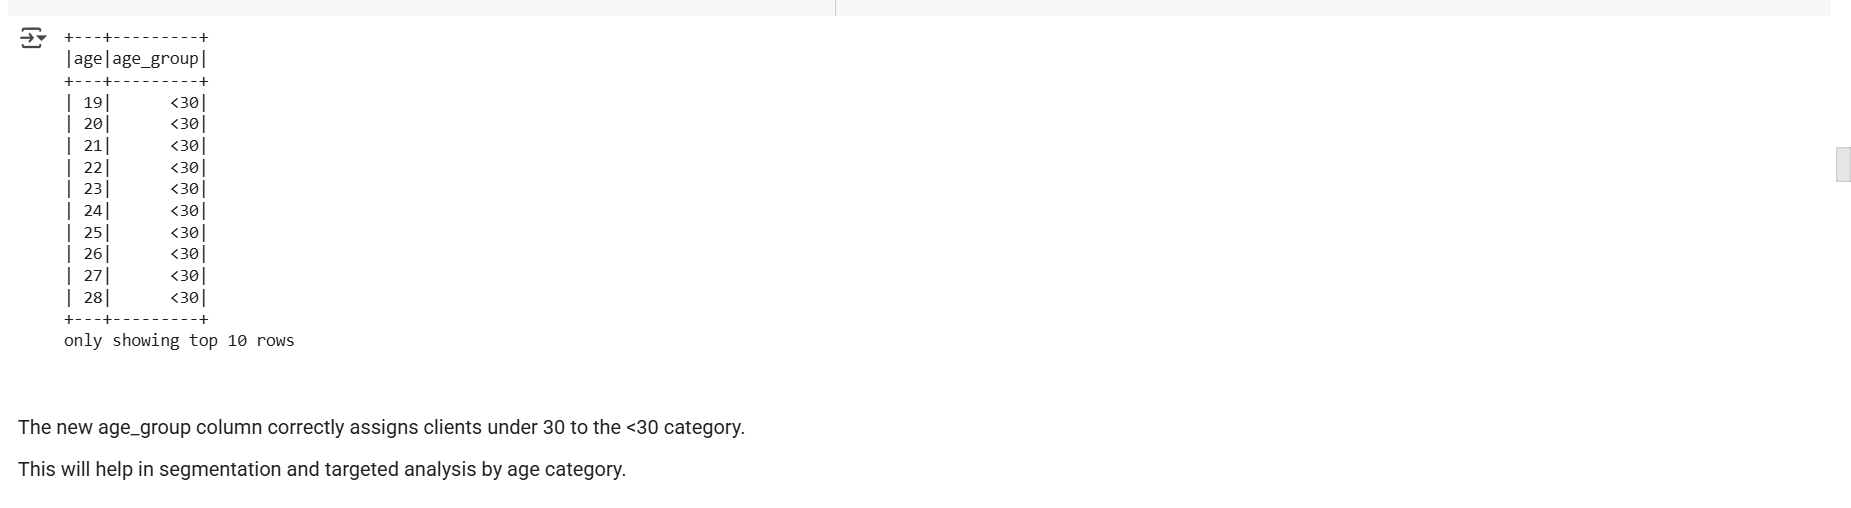 +---+---------+
|age|age_group|
+---+---------+
| 19|      <30|
| 20|      <30|
| 21|      <30|
| 22|      <30|
| 23|      <30|
| 24|      <30|
| 25|      <30|
| 26|      <30|
| 27|      <30|
| 28|      <30|
+---+---------+
only showing top 10 rows
The new age_group column correctly assigns clients under 30 to the <30 category.
This will help in segmentation and targeted analysis by age category.